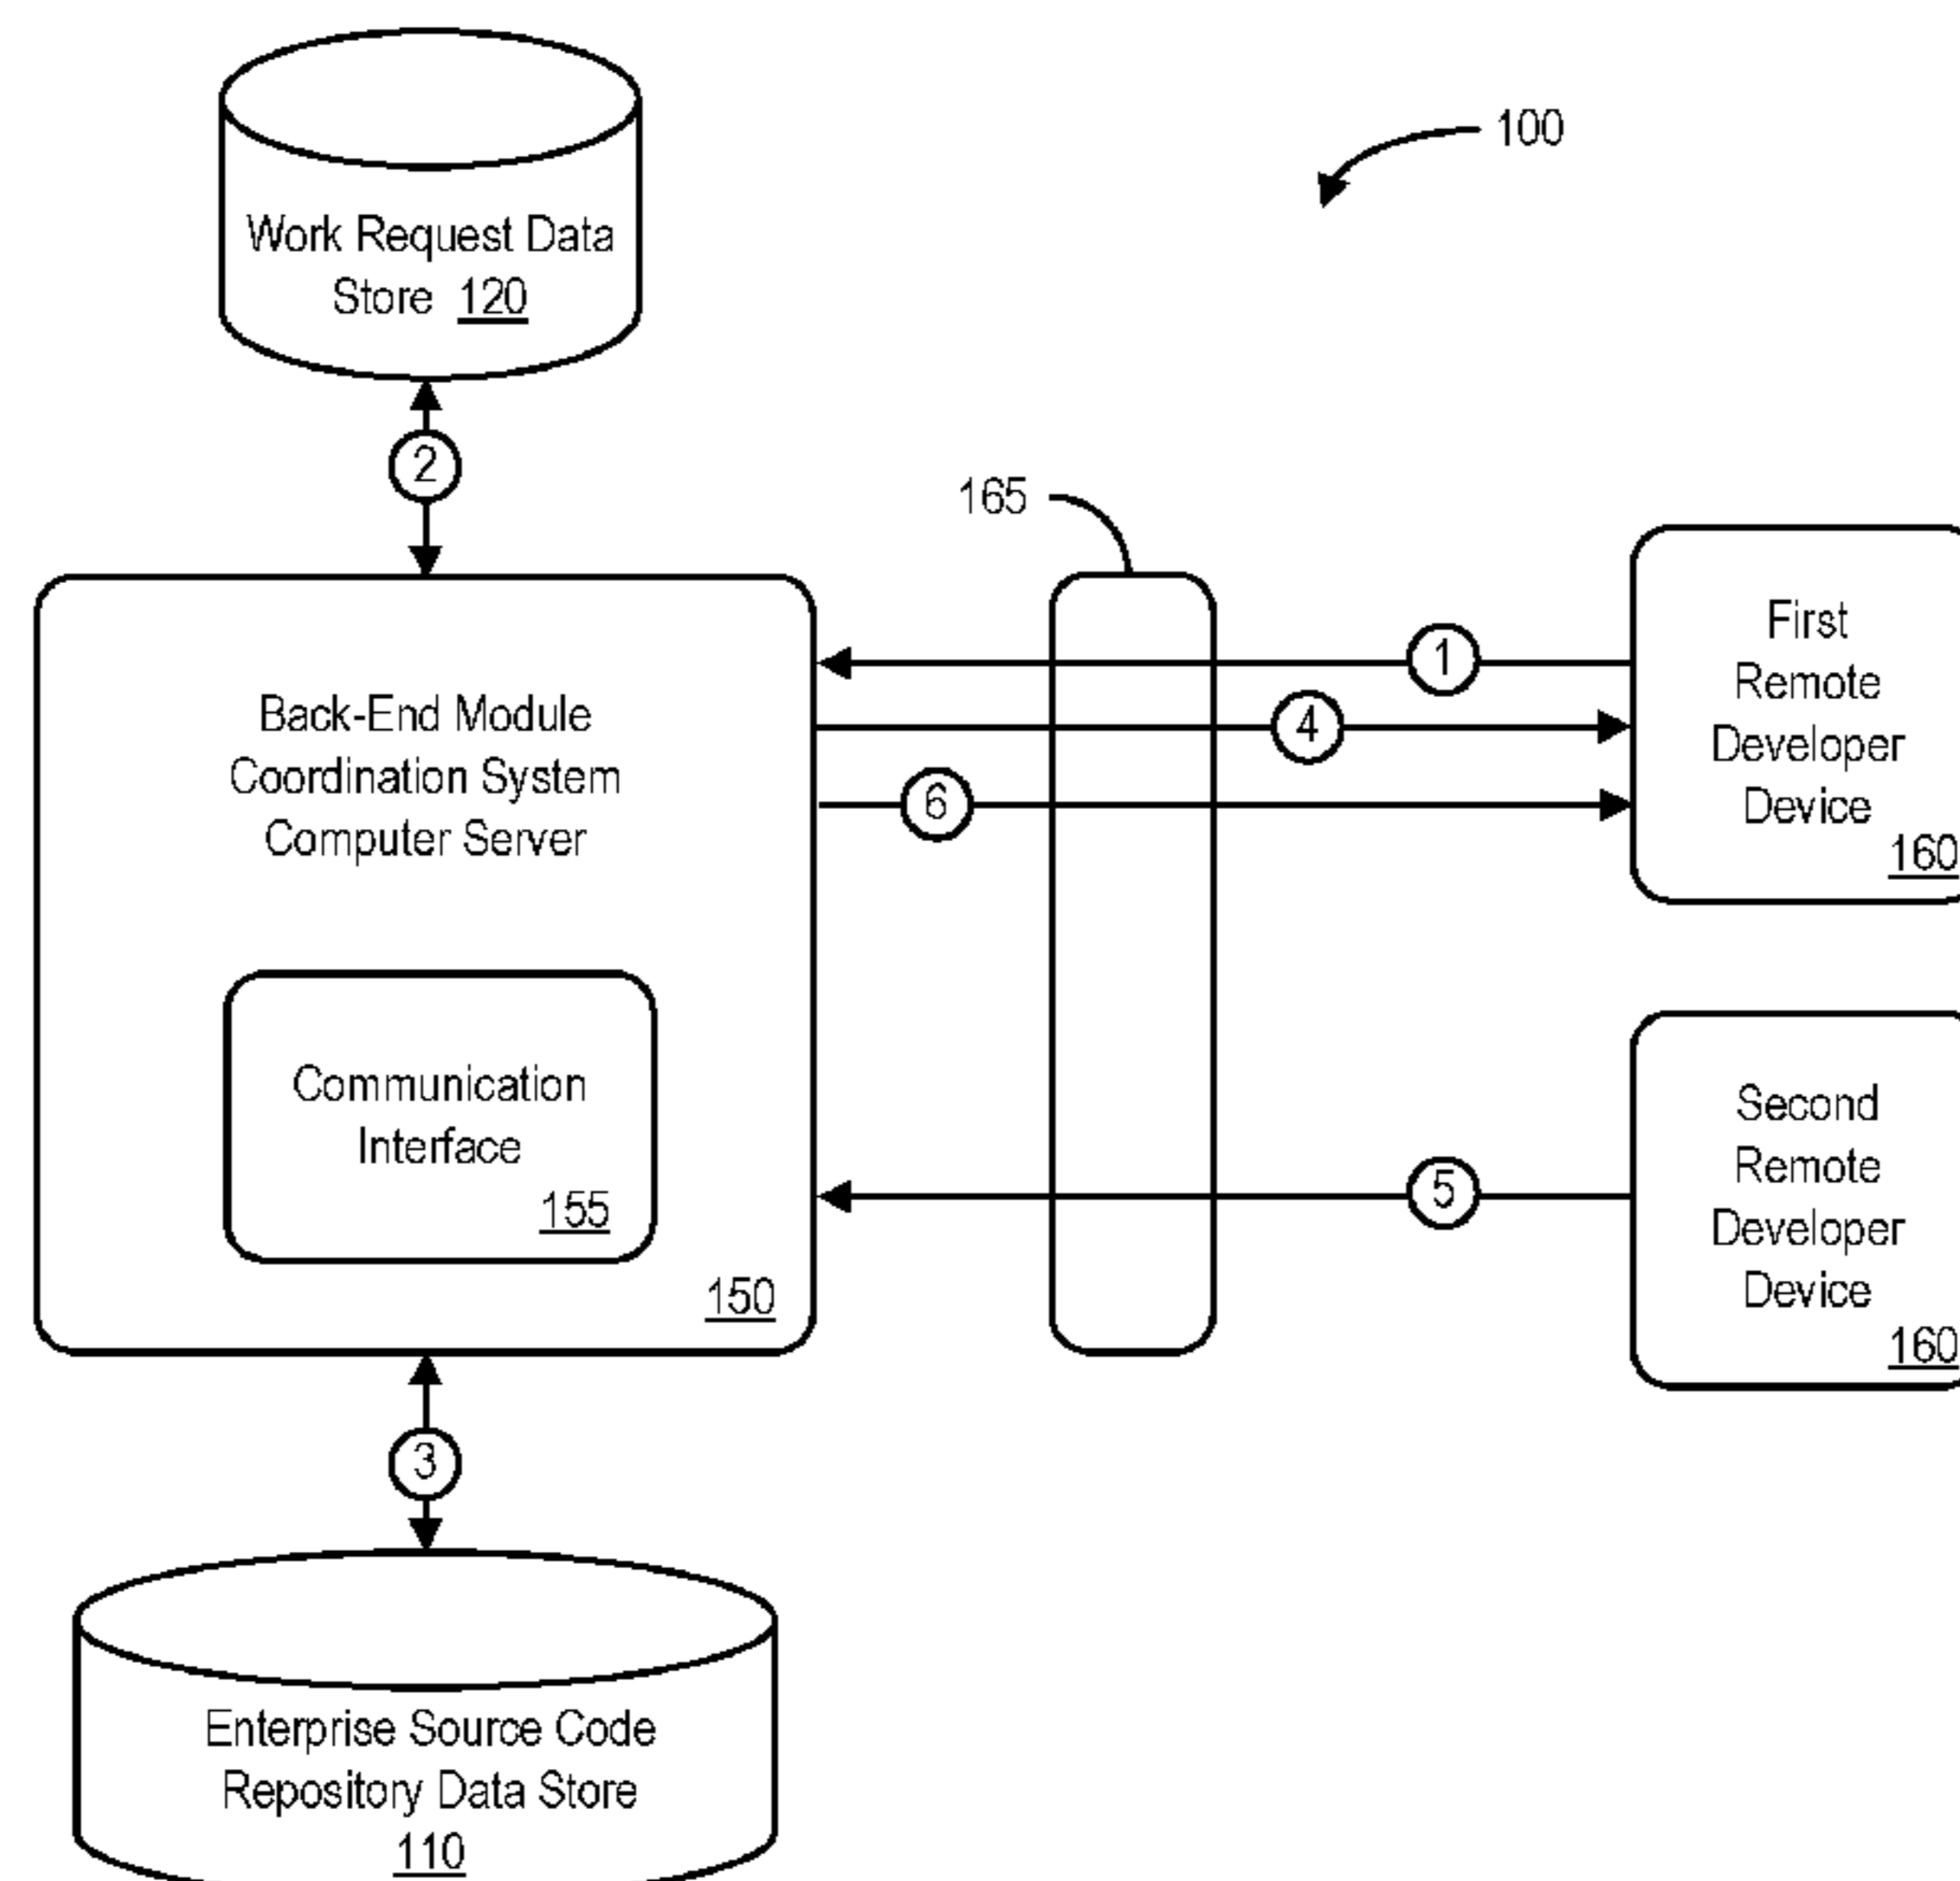 Work Request Data
Store 120
100
2
165
First
Remote
Developer
Device
160
1
4
6
Back-End Module
Coordination System
Computer Server
Communication
Interface
155
150
Second
Remote
Developer
Device
160
5
3
Enterprise Source Code
Repository Data Store
110